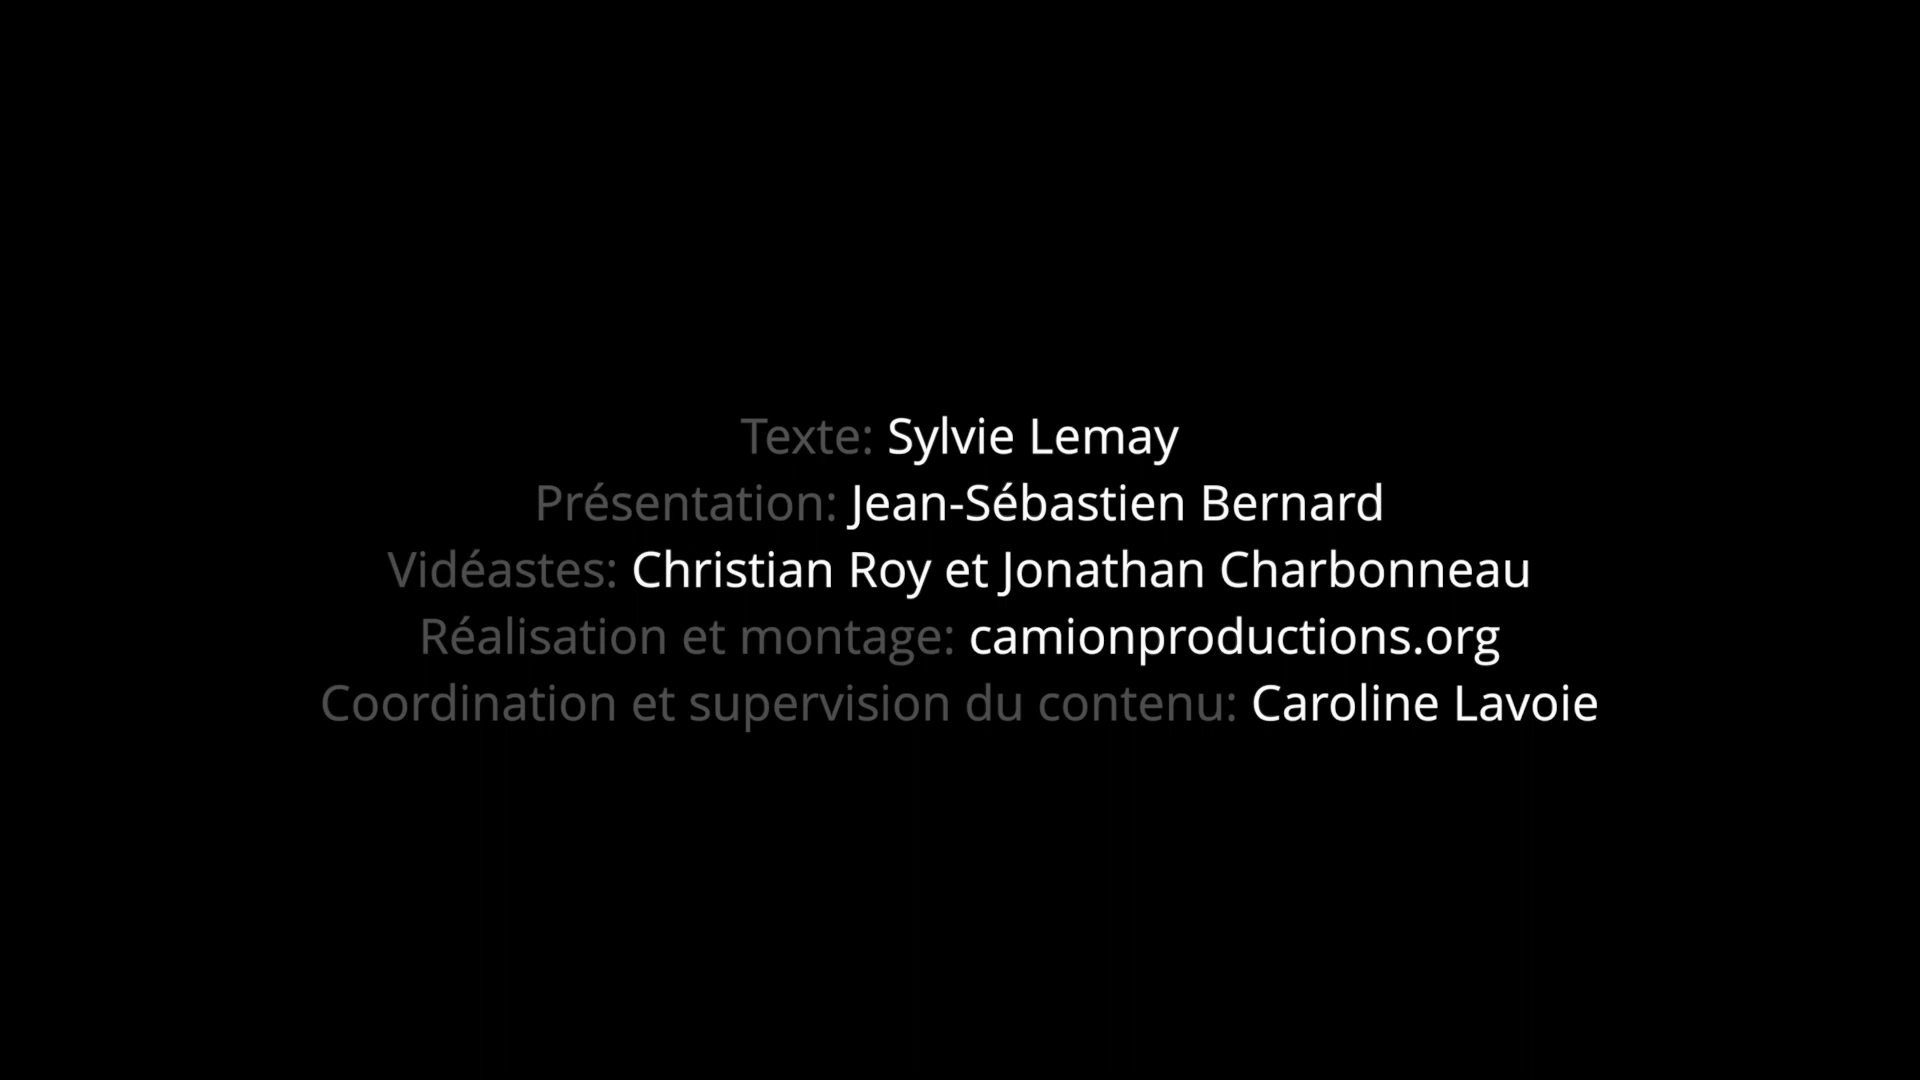 Texte: Sylvie Lemay
Présentation: Jean-Sébastien Bernard
Vidéastes: Christian Roy et Jonathan Charbonneau
Réalisation et montage: camionproductions.org
Coordination et supervision du contenu: Caroline Lavoie